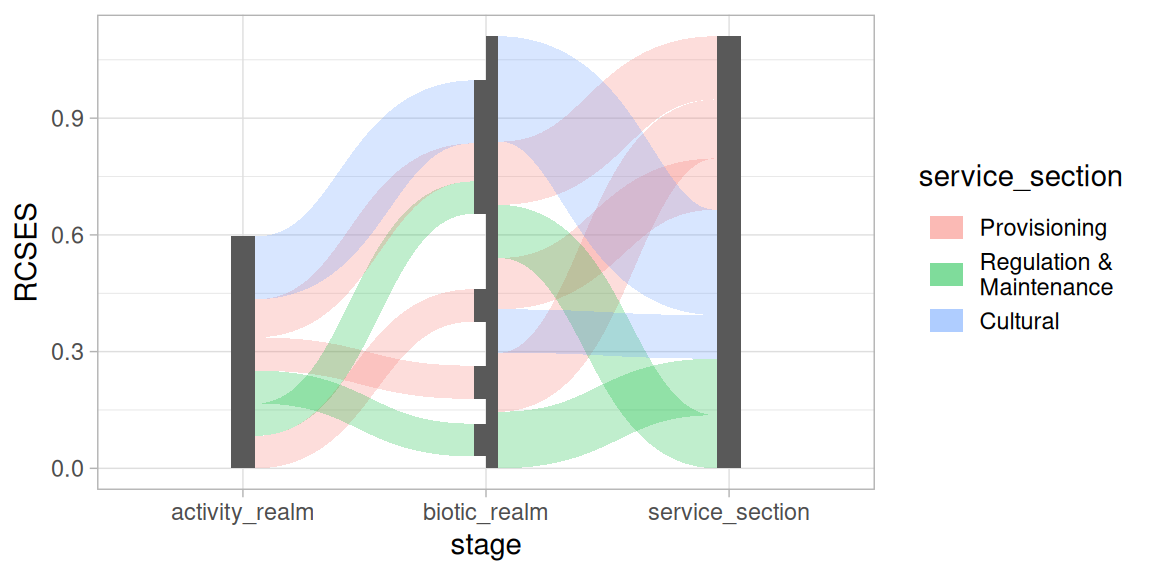 RCSES
0.9
0.6
0.3
0.0
activity_realm
biotic_realm
service_section
stage
service_section
Provisioning
Regulation &
Maintenance
Cultural